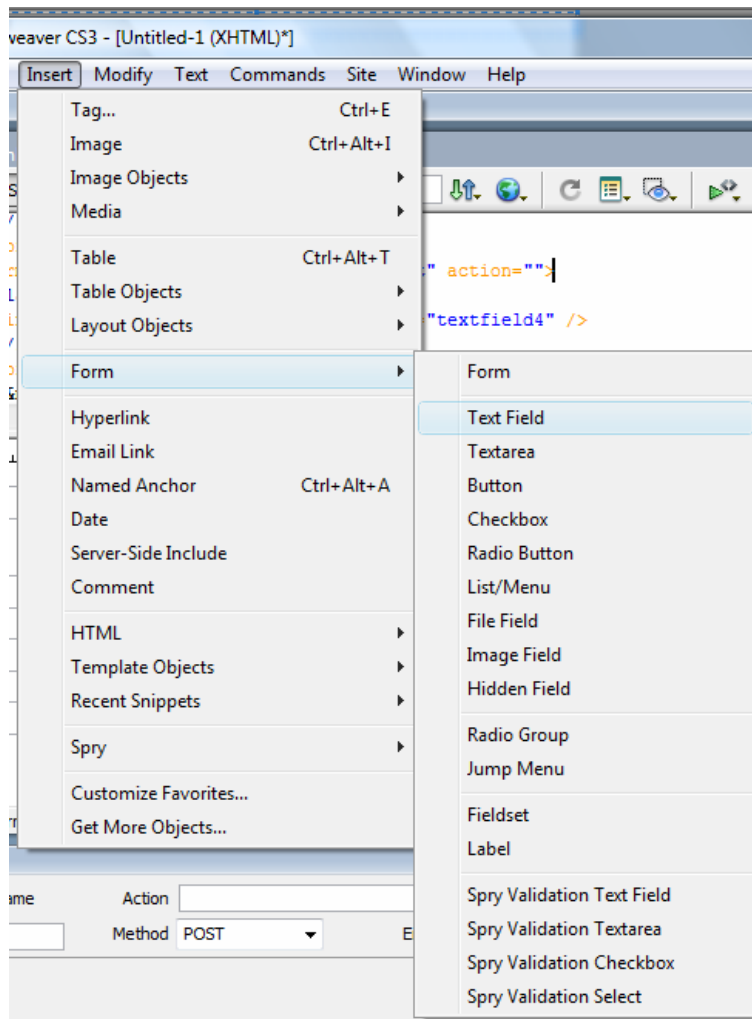 weaver CS3 - [Untitled-1 (XHTML)*]
Insert Modify Text Commands Site Window Help
Tag... Ctrl+E
Image Ctrl+Alt+I
Image Objects
Media
Table Ctrl+Alt+T
Table Objects
Layout Objects
Form
Hyperlink
Email Link
Named Anchor Ctrl+Alt+A
Date
Server-Side Include
Comment
HTML
Template Objects
Recent Snippets
Spry
Customize Favorites...
Get More Objects...
" action="">
"textfield4" />
Form
Text Field
Textarea
Button
Checkbox
Radio Button
List/Menu
File Field
Image Field
Hidden Field
Radio Group
Jump Menu
Fieldset
Label
Spry Validation Text Field
Spry Validation Textarea
Spry Validation Checkbox
Spry Validation Select
ame Action
Method POST E